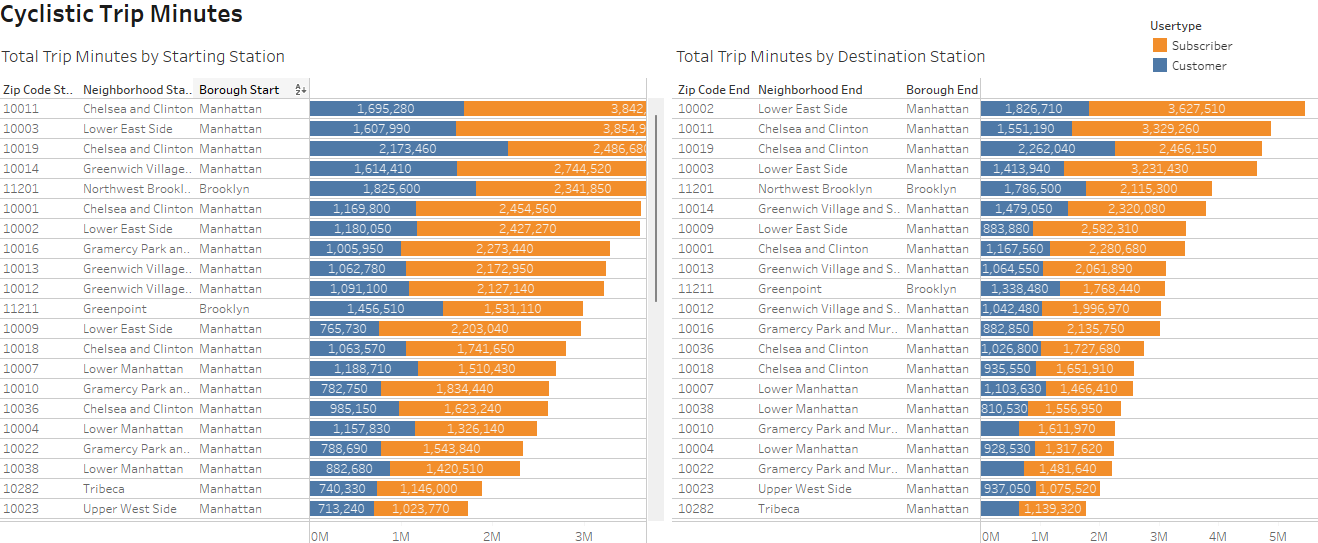 Cyclistic Trip Minutes
Usertype
Subscriber
Customer
Total Trip Minutes by Starting Station
Zip Code St.. Neighborhood Sta.. Borough Start
10011 Chelsea and Clinton Manhattan 1,695,280 3,842,
10003 Lower East Side Manhattan 1,607,990 3,854,9
10019 Chelsea and Clinton Manhattan 2,173,460 2,486,680
10014 Greenwich Village.. Manhattan 1,614,410 2,744,520
11201 Northwest Brookl.. Brooklyn 1,825,600 2,341,850
10001 Chelsea and Clinton Manhattan 1,169,800 2,454,560
10002 Lower East Side Manhattan 1,180,050 2,427,270
10016 Gramercy Park an.. Manhattan 1,005,950 2,273,440
10013 Greenwich Village.. Manhattan 1,062,780 2,172,950
10012 Greenwich Village.. Manhattan 1,091,100 2,127,140
11211 Greenpoint Brooklyn 1,456,510 1,531,110
10009 Lower East Side Manhattan 765,730 2,203,040
10018 Chelsea and Clinton Manhattan 1,063,570 1,741,650
10007 Lower Manhattan Manhattan 1,188,710 1,510,430
10010 Gramercy Park an.. Manhattan 782,750 1,834,440
10036 Chelsea and Clinton Manhattan 985,150 1,623,240
10004 Lower Manhattan Manhattan 1,157,830 1,326,140
10022 Gramercy Park an.. Manhattan 788,690 1,543,840
10038 Lower Manhattan Manhattan 882,680 1,420,510
10282 Tribeca Manhattan 740,330 1,146,000
10023 Upper West Side Manhattan 713,240 1,023,770
0M 1M 2M 3M
Total Trip Minutes by Destination Station
Zip Code End Neighborhood End Borough End
10002 Lower East Side Manhattan 1,826,710 3,627,510
10011 Chelsea and Clinton Manhattan 1,551,190 3,329,260
10019 Chelsea and Clinton Manhattan 2,262,040 2,466,150
10003 Lower East Side Manhattan 1,413,940 3,231,430
11201 Northwest Brooklyn Brooklyn 1,786,500 2,115,300
10014 Greenwich Village and S.. Manhattan 1,479,050 2,320,080
10009 Lower East Side Manhattan 883,880 2,582,310
10001 Chelsea and Clinton Manhattan 1,167,560 2,280,680
10013 Greenwich Village and S.. Manhattan 1,064,550 2,061,890
11211 Greenpoint Brooklyn 1,338,480 1,768,440
10012 Greenwich Village and S.. Manhattan 1,042,480 1,996,970
10016 Gramercy Park and Mur.. Manhattan 882,850 2,135,750
10036 Chelsea and Clinton Manhattan 1,026,800 1,727,680
10018 Chelsea and Clinton Manhattan 935,550 1,651,910
10007 Lower Manhattan Manhattan 1,103,630 1,466,410
10038 Lower Manhattan Manhattan 810,530 1,556,950
10010 Gramercy Park and Mur.. Manhattan 1,611,970
10004 Lower Manhattan Manhattan 928,530 1,317,620
10022 Gramercy Park and Mur.. Manhattan 1,481,640
10023 Upper West Side Manhattan 937,050 1,075,520
10282 Tribeca Manhattan 1,139,320
0M 1M 2M 3M 4M 5M